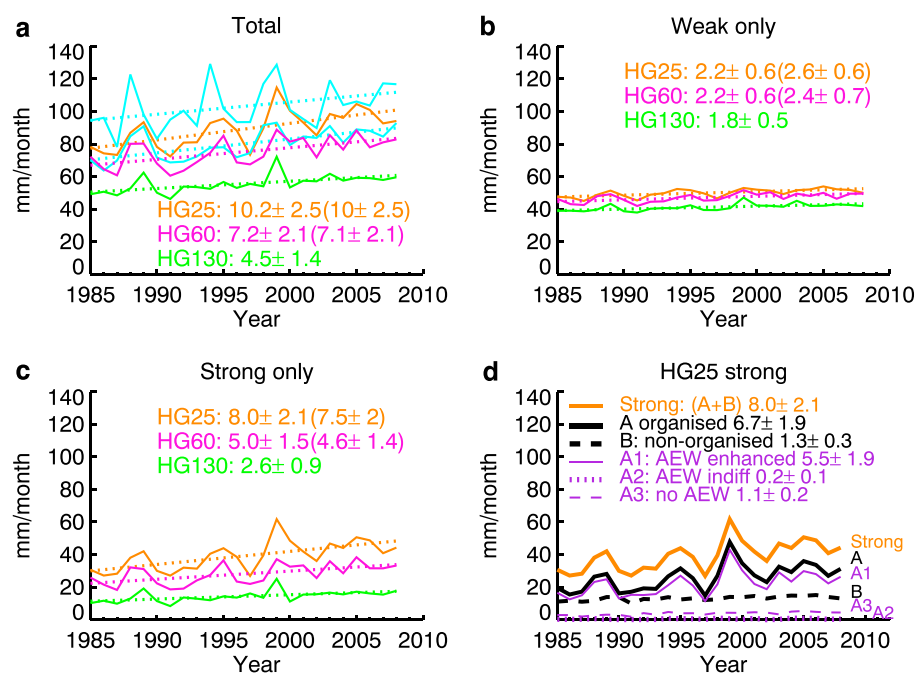 a Total
mm/month
140
120
100
80
60
40
20
0
HG25: 10.2± 2.5(10± 2.5)
HG60: 7.2± 2.1(7.1± 2.1)
HG130: 4.5± 1.4
1985 1990 1995 2000 2005 2010
Year
b Weak only
mm/month
140
120
100
80
60
40
20
0
HG25: 2.2± 0.6(2.6± 0.6)
HG60: 2.2± 0.6(2.4± 0.7)
HG130: 1.8± 0.5
1985 1990 1995 2000 2005 2010
Year
c Strong only
mm/month
140
120
100
80
60
40
20
0
HG25: 8.0± 2.1(7.5± 2)
HG60: 5.0± 1.5(4.6± 1.4)
HG130: 2.6± 0.9
1985 1990 1995 2000 2005 2010
Year
d HG25 strong
mm/month
140
120
100
80
60
40
20
0
Strong: (A+B) 8.0± 2.1
A organised 6.7± 1.9
B: non-organised 1.3± 0.3
A1: AEW enhanced 5.5± 1.9
A2: AEW indiff 0.2± 0.1
A3: no AEW 1.1± 0.2
Strong
A
A1
B
A3
A2
1985 1990 1995 2000 2005 2010
Year